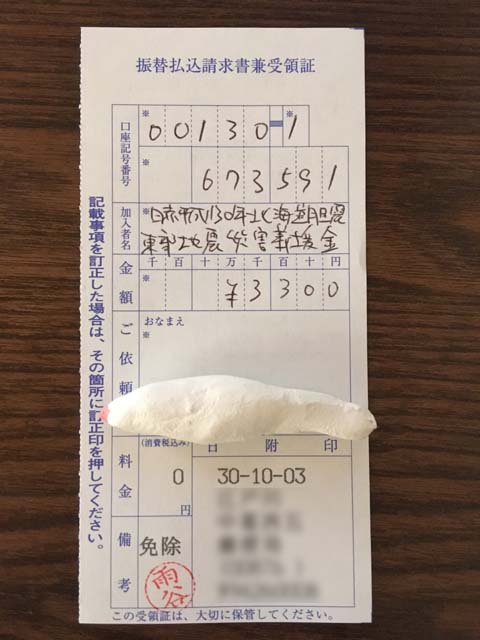 振替払込請求書兼受領証
口座記号番号
※ 00130-※1
※ 673591
加入者名
※日赤平成30年北海道胆振
東部地震災害義援金
金額
千百十万千百十円
※ ¥3300
ご依頼
おなまえ
※
料金
(消費税込み)
0
円
日附印
30-10-03
備考
免除
この受領証は、大切に保管してください。
記載事項を訂正した場合は、その箇所に訂正印を押してください。